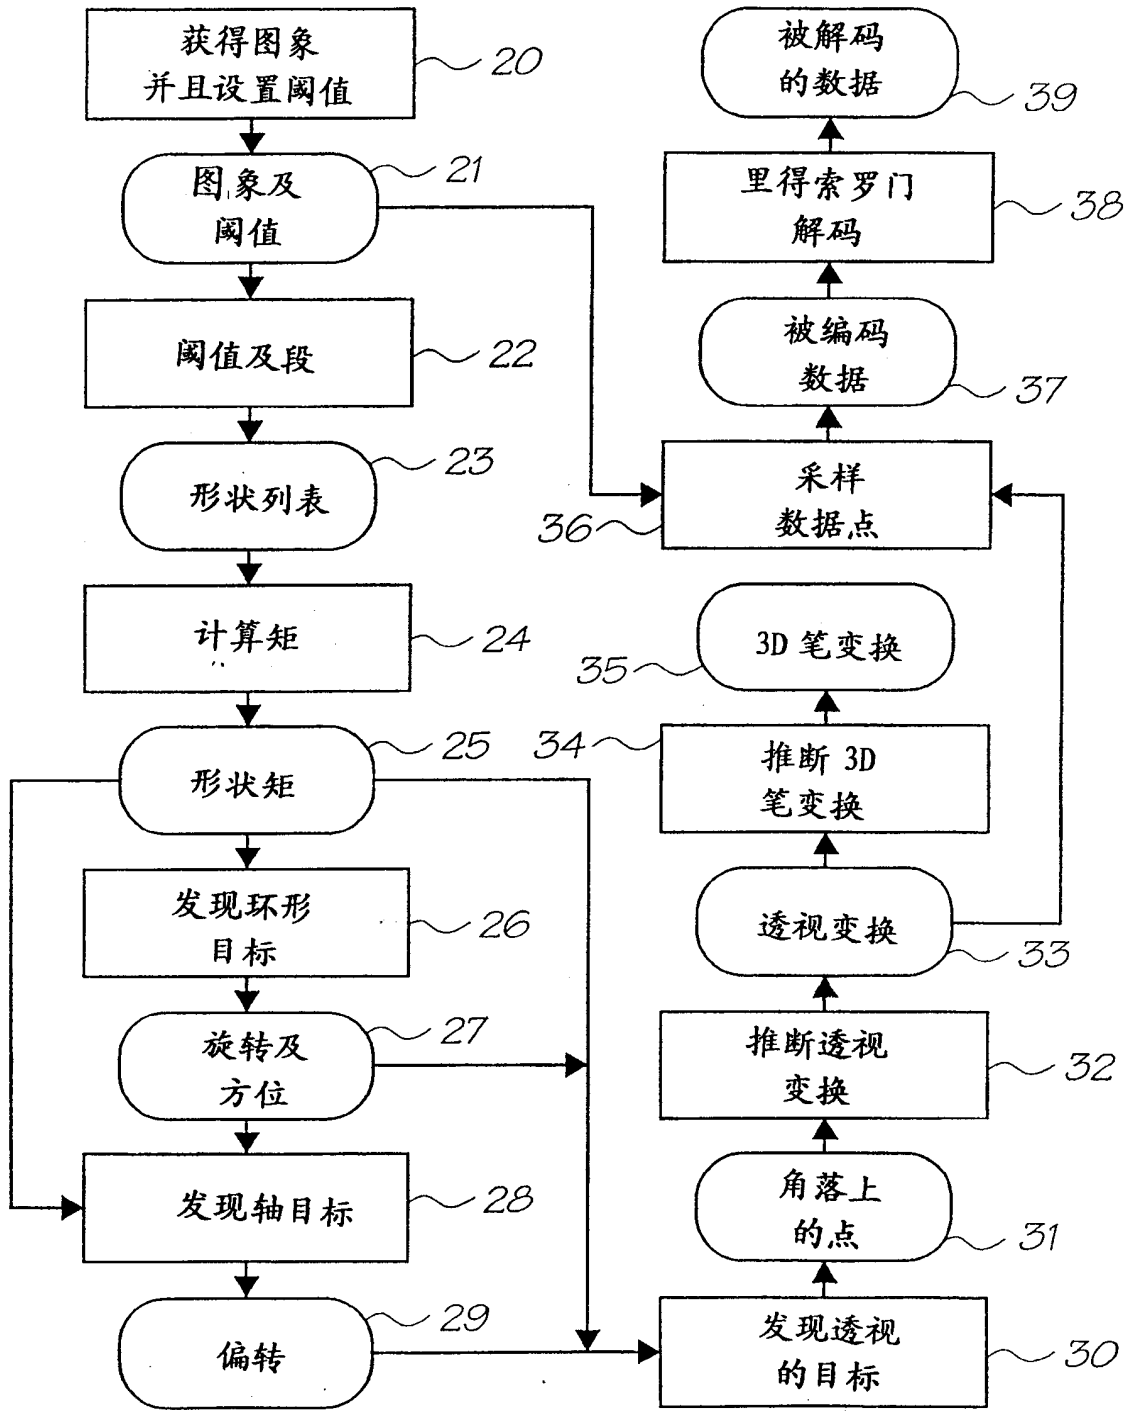 获得图象
并且设置阈值
20
图象及
阈值
21
阈值及段
22
形状列表
23
计算矩
24
形状矩
25
发现环形
目标
26
旋转及
方位
27
发现轴目标
28
偏转
29
发现透视
的目标
30
角落上
的点
31
推断透视
变换
32
透视变换
33
推断 3D
笔变换
34
3D 笔变换
35
采样
数据点
36
被编码
数据
37
里得索罗门
解码
38
被解码
的数据
39